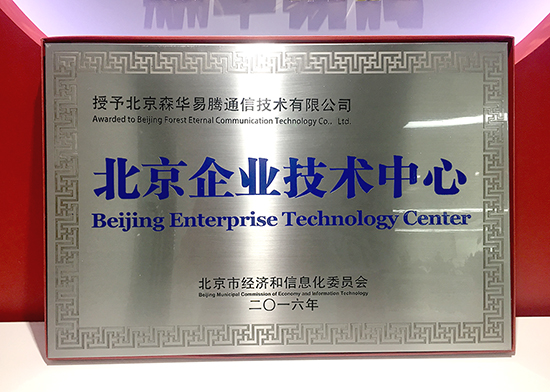 授予北京森华易腾通信技术有限公司
Awarded to Beijing Forest Eternal Communication Technology Co., Ltd.
北京企业技术中心
Beijing Enterprise Technology Center
北京市经济和信息化委员会
Beijing Municipal Commission of Economy and Information Technology
二〇一六年